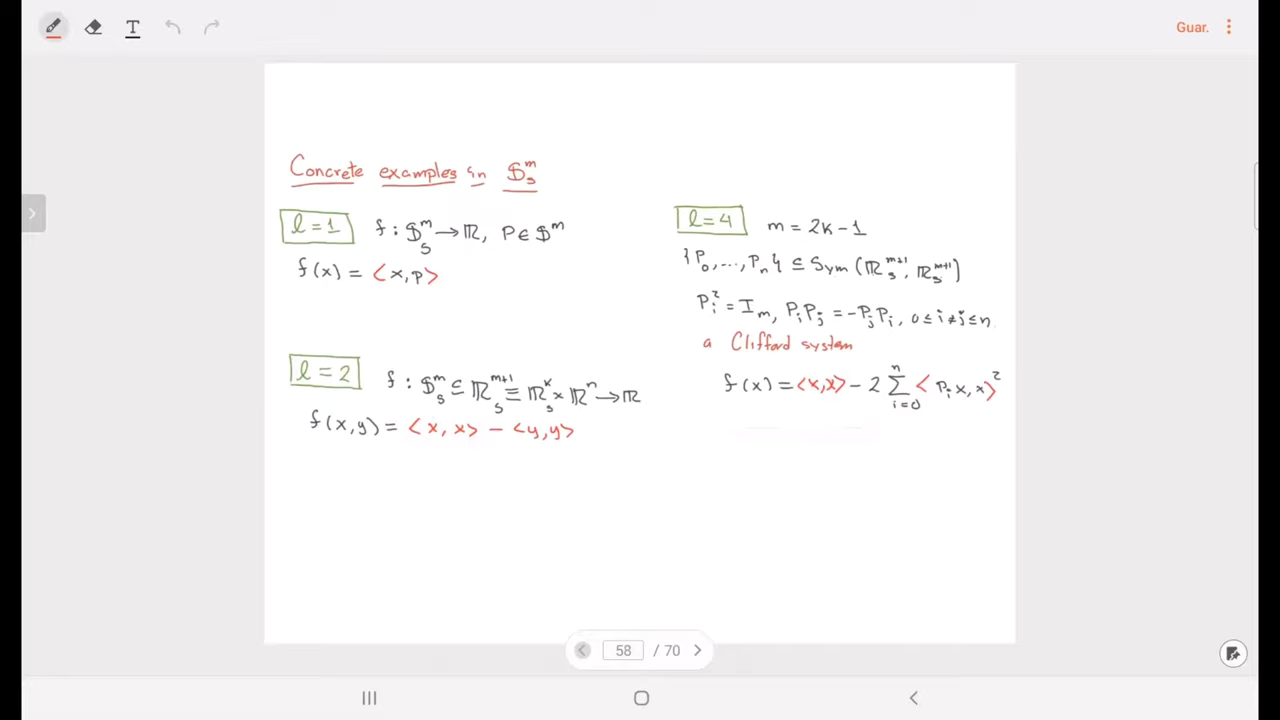 T
Guar.
Concrete examples in 𝕊ₛᵐ
l = 1 f : 𝕊ₛᵐ → ℝ, p ∈ 𝕊ᵐ
f(x) = <x,p>
l = 2 f : 𝕊ₛᵐ ⊆ ℝₛᵐ⁺¹ ≡ ℝₛᵏ × ℝⁿ → ℝ
f(x,y) = <x,x> − <y,y>
l = 4 m = 2k − 1
{P₀,...,Pₙ} ⊆ Sym(ℝₛᵐ⁺¹, ℝₛᵐ⁺¹)
Pᵢ² = Iₘ, PᵢPⱼ = −PⱼPᵢ, 0 ≤ i ≠ j ≤ n.
a Clifford system
f(x) = <x,x> − 2 Σᵢ₌₀ⁿ <Pᵢx,x>²
58 / 70